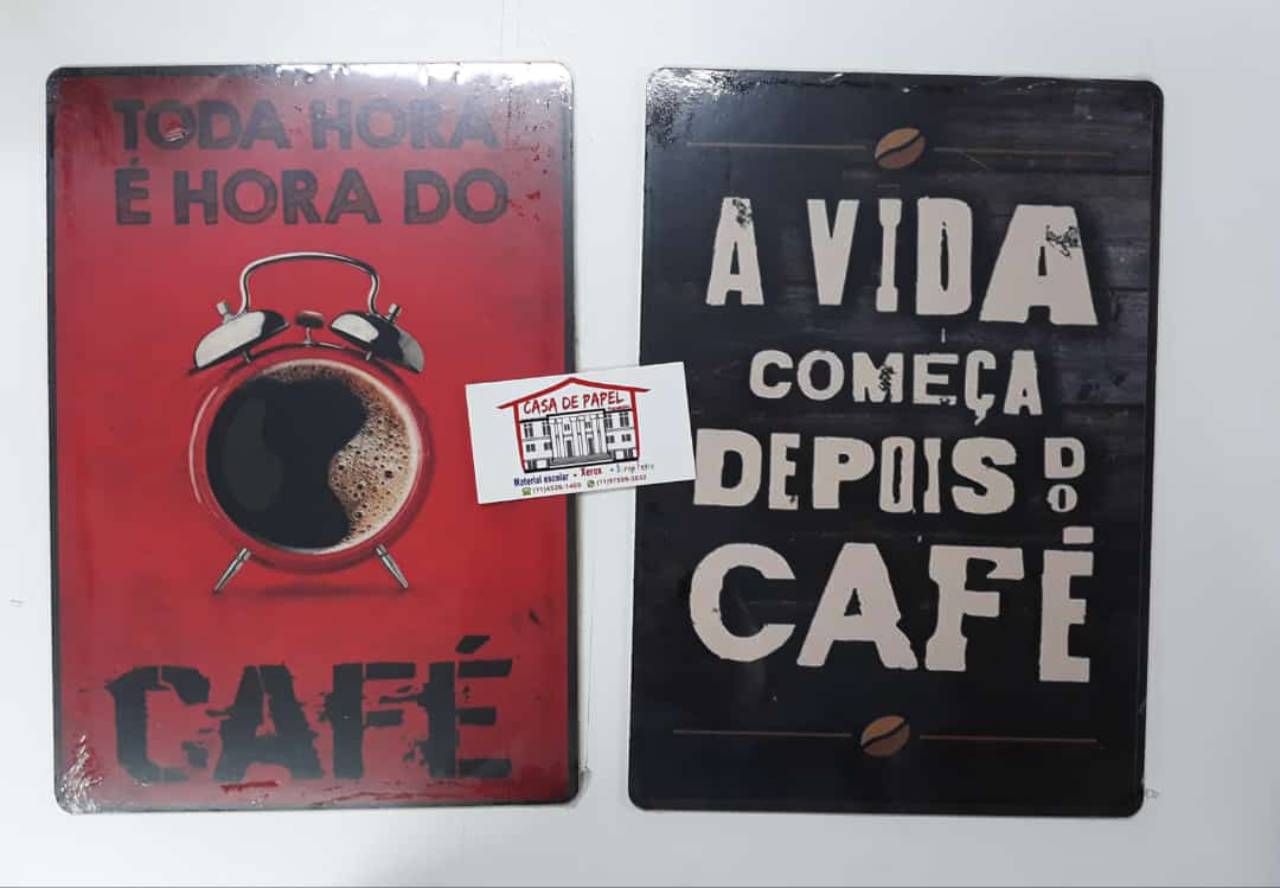 TODA HORA
É HORA DO
CAFÉ
CASA DE PAPEL
Material escolar • Xerox •
A VIDA
COMEÇA
DEPOIS DO
CAFÉ